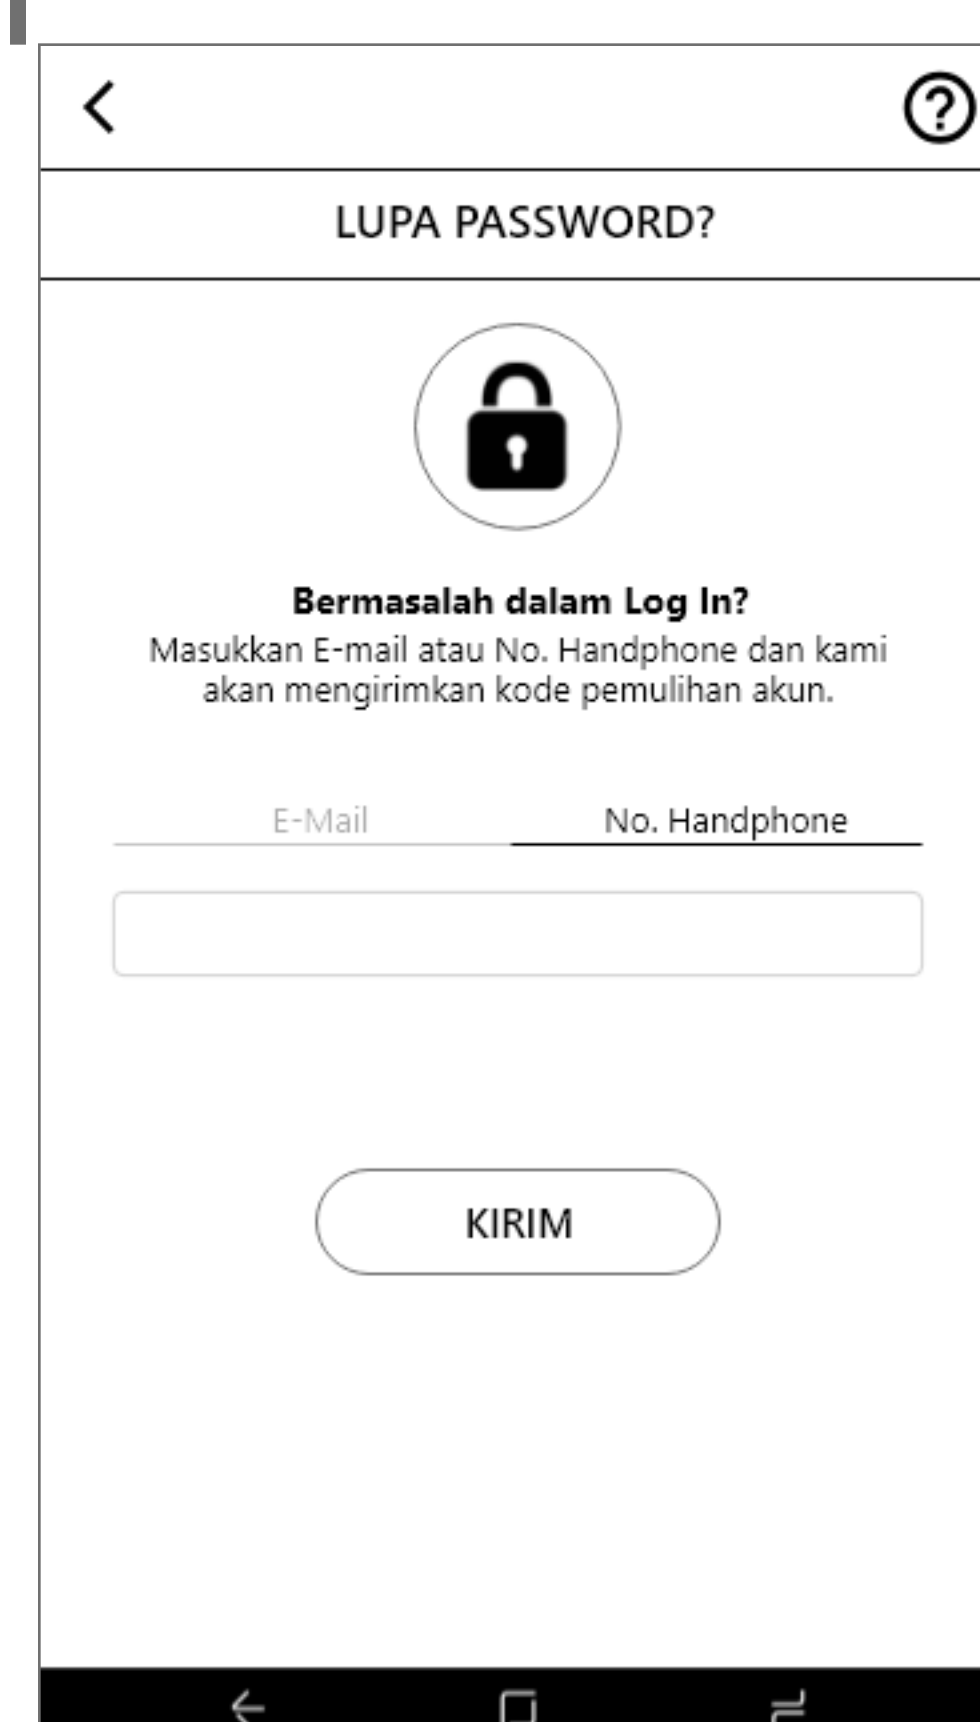 LUPA PASSWORD?
Bermasalah dalam Log In?
Masukkan E-mail atau No. Handphone dan kami
akan mengirimkan kode pemulihan akun.
E-Mail No. Handphone
KIRIM